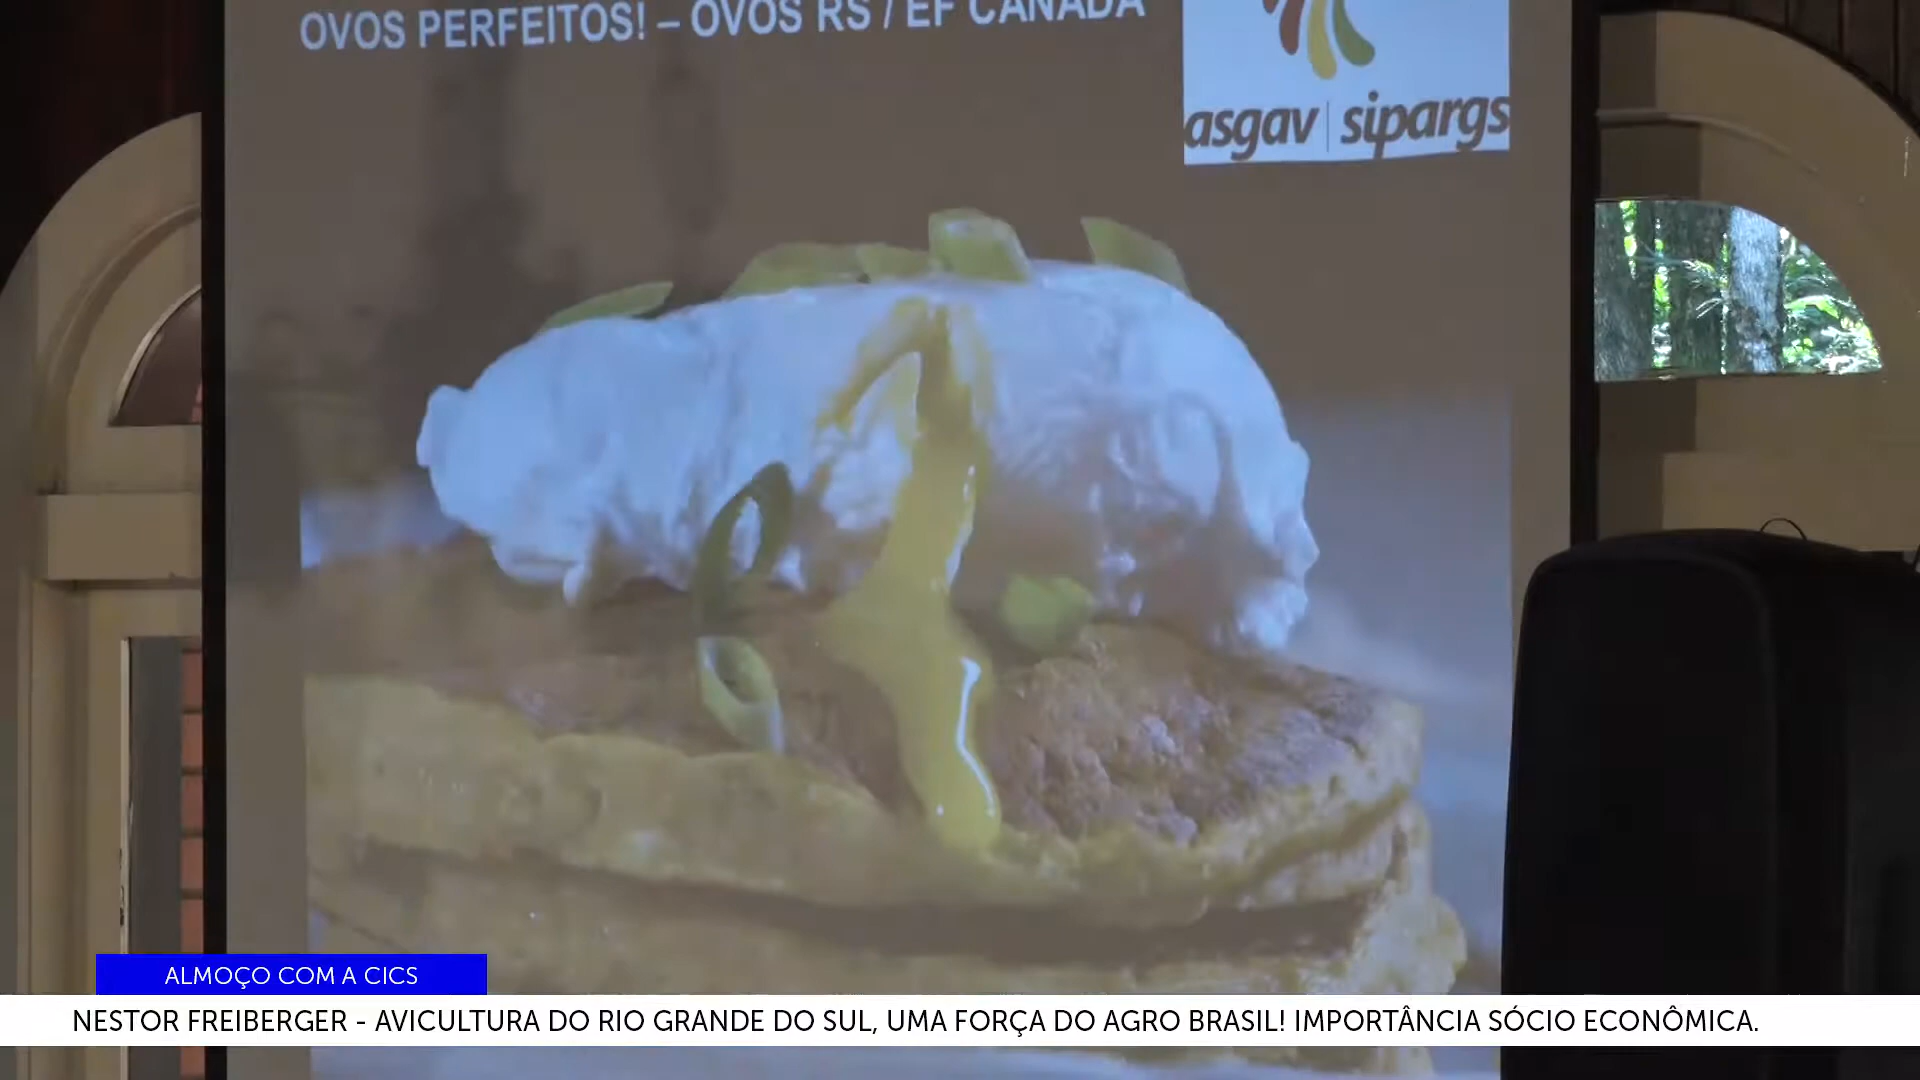 OVOS PERFEITOS! – OVOS RS / EF CANADA
asgav | sipargs
ALMOÇO COM A CICS
NESTOR FREIBERGER - AVICULTURA DO RIO GRANDE DO SUL, UMA FORÇA DO AGRO BRASIL! IMPORTÂNCIA SÓCIO ECONÔMICA.